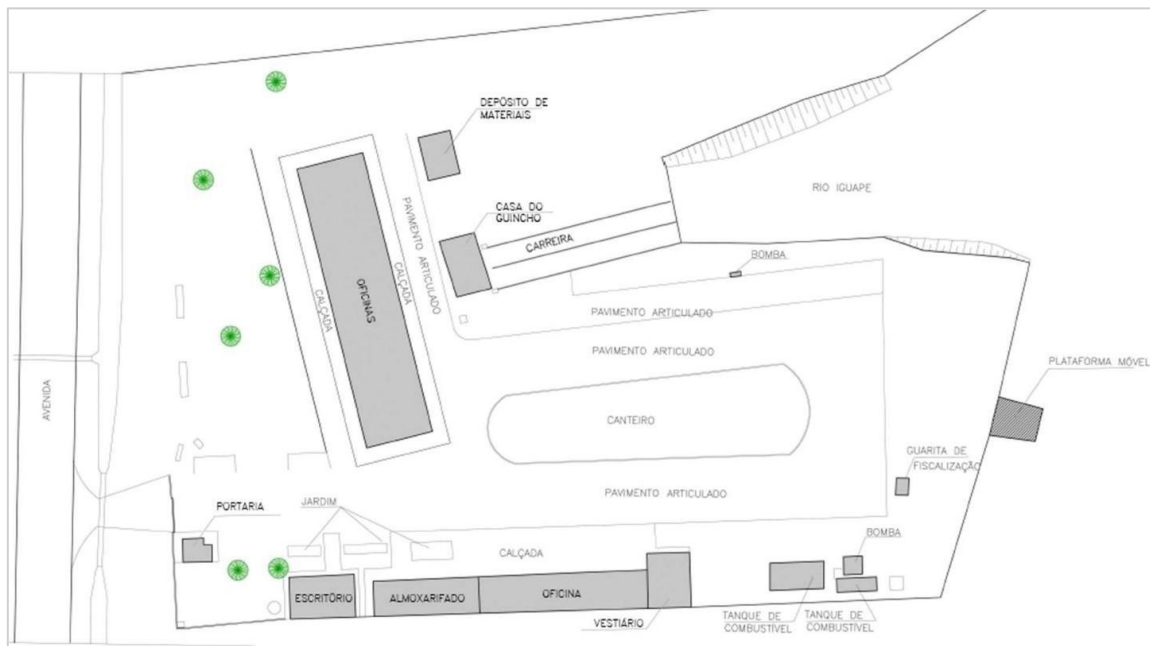 DEPÓSITO DE
MATERIAIS
RIO IGUAPE
PAVIMENTO ARTICULADO
CASA DO
GUINCHO
CARREIRA
BOMBA
CALÇADA
OFICINAS
CALÇADA
PAVIMENTO ARTICULADO
PAVIMENTO ARTICULADO
PLATAFORMA MÓVEL
AVENIDA
CANTEIRO
GUARITA DE
FISCALIZAÇÃO
PAVIMENTO ARTICULADO
PORTARIA
JARDIM
BOMBA
CALÇADA
ESCRITÓRIO
ALMOXARIFADO
OFICINA
VESTIÁRIO
TANQUE DE
COMBUSTÍVEL
TANQUE DE
COMBUSTÍVEL